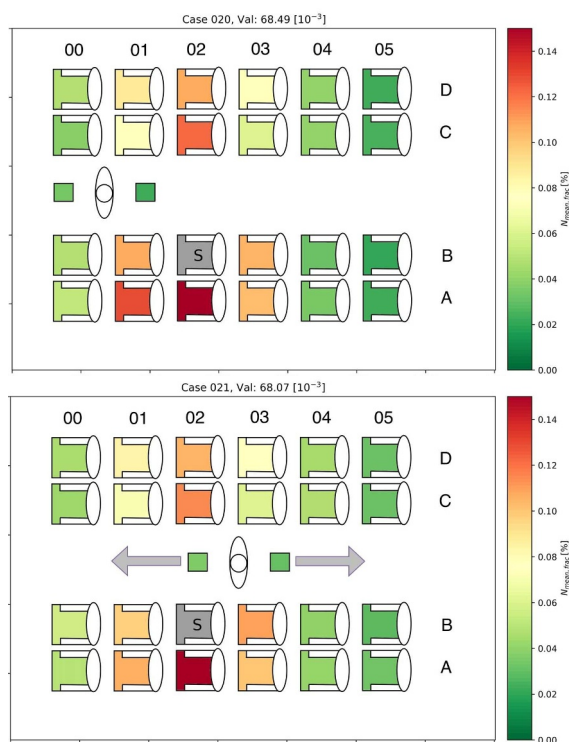 Case 020, Val: 68.49 [10⁻³]
00 01 02 03 04 05
D
C
S B
A
0.14
0.12
0.10
0.08
0.06
0.04
0.02
0.00
N_mean,frac [%]
Case 021, Val: 68.07 [10⁻³]
00 01 02 03 04 05
D
C
S B
A
0.14
0.12
0.10
0.08
0.06
0.04
0.02
0.00
N_mean,frac [%]